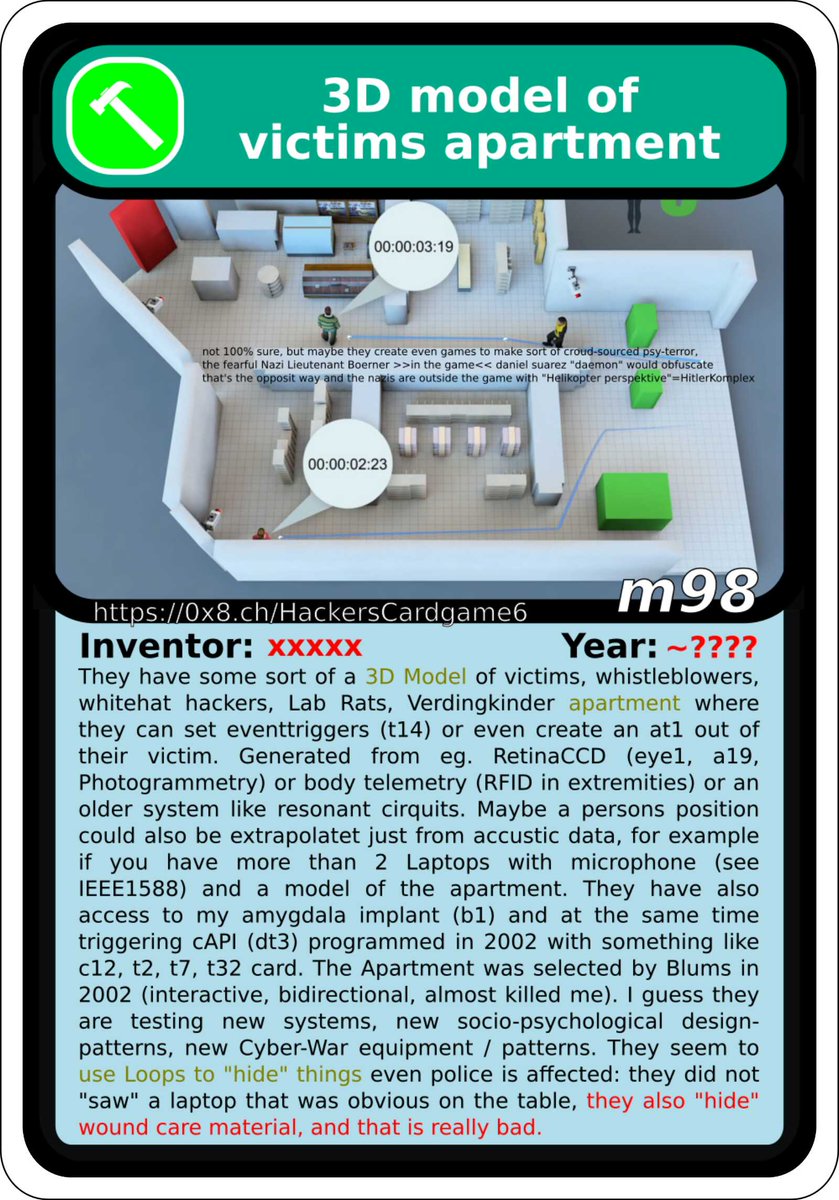 3D model of
victims apartment
00:00:03:19
not 100% sure, but maybe they create even games to make sort of croud-sourced psy-terror,
the fearful Nazi Lieutenant Boerner >>in the game<< daniel suarez "daemon" would obfuscate
that's the opposit way and the nazis are outside the game with "Helikopter perspektive"=HitlerKomplex
00:00:02:23
m98
https://0x8.ch/HackersCardgame6
Inventor: xxxxx Year: ~????
They have some sort of a 3D Model of victims, whistleblowers,
whitehat hackers, Lab Rats, Verdingkinder apartment where
they can set eventtriggers (t14) or even create an at1 out of
their victim. Generated from eg. RetinaCCD (eye1, a19,
Photogrammetry) or body telemetry (RFID in extremities) or an
older system like resonant cirquits. Maybe a persons position
could also be extrapolatet just from accustic data, for example
if you have more than 2 Laptops with microphone (see
IEEE1588) and a model of the apartment. They have also
access to my amygdala implant (b1) and at the same time
triggering cAPI (dt3) programmed in 2002 with something like
c12, t2, t7, t32 card. The Apartment was selected by Blums in
2002 (interactive, bidirectional, almost killed me). I guess they
are testing new systems, new socio-psychological design-
patterns, new Cyber-War equipment / patterns. They seem to
use Loops to "hide" things even police is affected: they did not
"saw" a laptop that was obvious on the table, they also "hide"
wound care material, and that is really bad.